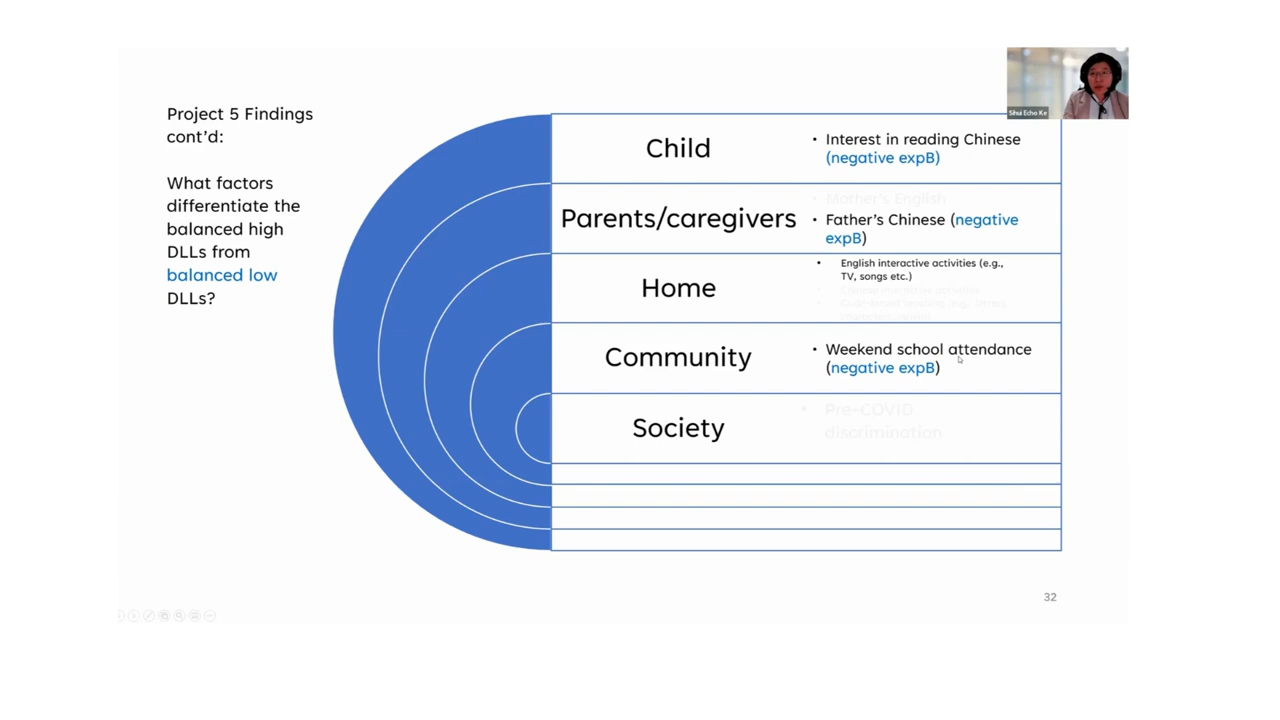 Sihui Echo Ke
Project 5 Findings
cont'd:
What factors
differentiate the
balanced high
DLLs from
balanced low
DLLs?
Child
• Interest in reading Chinese
(negative expB)
Parents/caregivers
• Mother's English
• Father's Chinese (negative
expB)
Home
• English interactive activities (e.g.,
TV, songs etc.)
Community
• Weekend school attendance
(negative expB)
Society
• Pre-COVID
discrimination
32